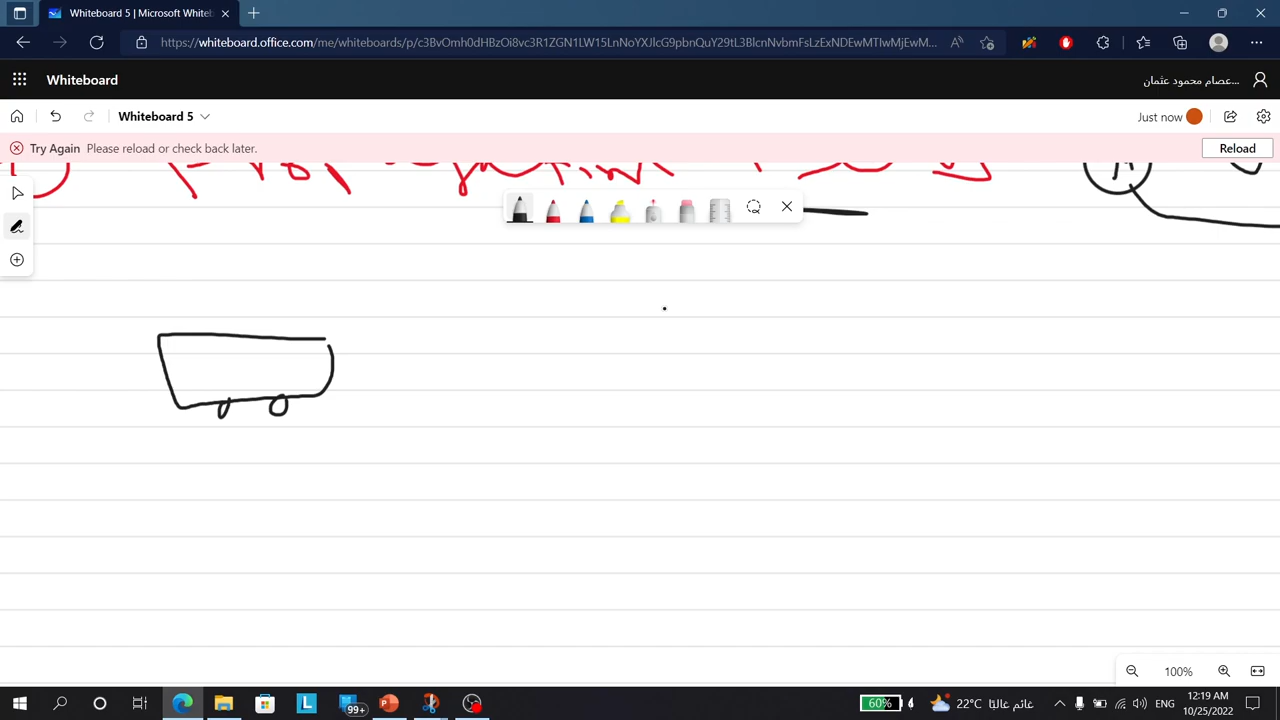 Whiteboard 5 | Microsoft Whiteb
https://whiteboard.office.com/me/whiteboards/p/c3BvOmh0dHBzOi8vc3R1ZGN1LW15LnNoYXJlcG9pbnQuY29tL3BlcnNvbmFsLzExNDEwMTIwMjEwM...
Whiteboard
عصام محمود عثمان...
Whiteboard 5
Just now
Try Again Please reload or check back later.
Reload
100%
L
99+
60%
22°C غائم غالبًا
ENG
12:19 AM
10/25/2022